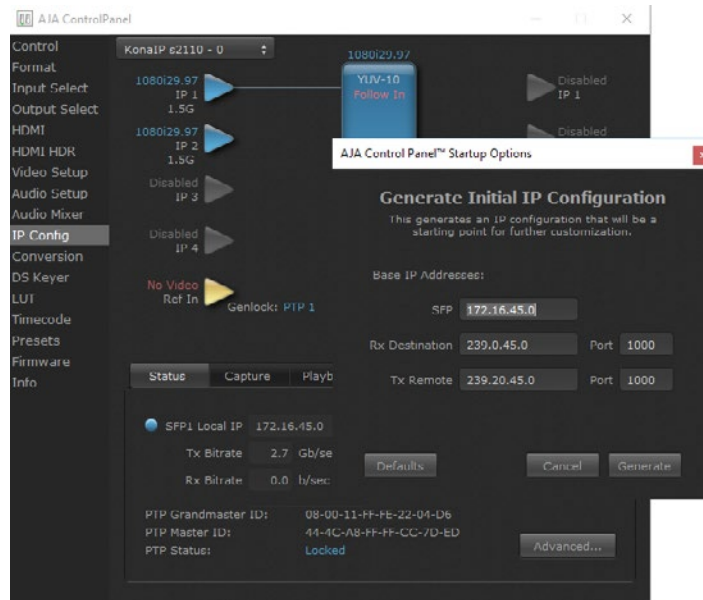 AJA ControlPanel
Control
Format
Input Select
Output Select
HDMI
HDMI HDR
Video Setup
Audio Setup
Audio Mixer
IP Config
Conversion
DS Keyer
LUT
Timecode
Presets
Firmware
Info
KonaIP s2110 - 0
1080i29.97
IP 1
1.5G
1080i29.97
IP 2
1.5G
Disabled
IP 3
Disabled
IP 4
No Video
Ref In
Genlock: PTP 1
1080i29.97
YUV-10
Follow In
Disabled
IP 1
Disabled
Status Capture Playb
SFP1 Local IP 172.16.45.0
Tx Bitrate 2.7 Gb/se
Rx Bitrate 0.0 b/sec
PTP Grandmaster ID: 08-00-11-FF-FE-22-04-D6
PTP Master ID: 44-4C-A8-FF-FF-CC-7D-ED
PTP Status: Locked
Advanced...
AJA Control Panel™ Startup Options
Generate Initial IP Configuration
This generates an IP configuration that will be a
starting point for further customization.
Base IP Addresses:
SFP 172.16.45.0
Rx Destination 239.0.45.0 Port 1000
Tx Remote 239.20.45.0 Port 1000
Defaults Cancel Generate